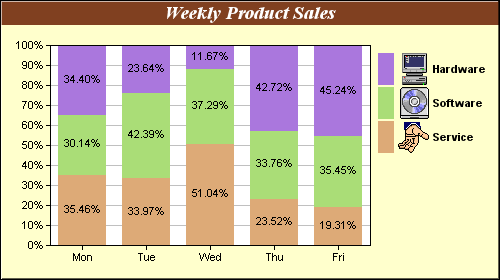 Weekly Product Sales
100%
90%
80%
70%
60%
50%
40%
30%
20%
10%
0%
34.40%
30.14%
35.46%
23.64%
42.39%
33.97%
11.67%
37.29%
51.04%
42.72%
33.76%
23.52%
45.24%
35.45%
19.31%
Mon
Tue
Wed
Thu
Fri
Hardware
Software
Service